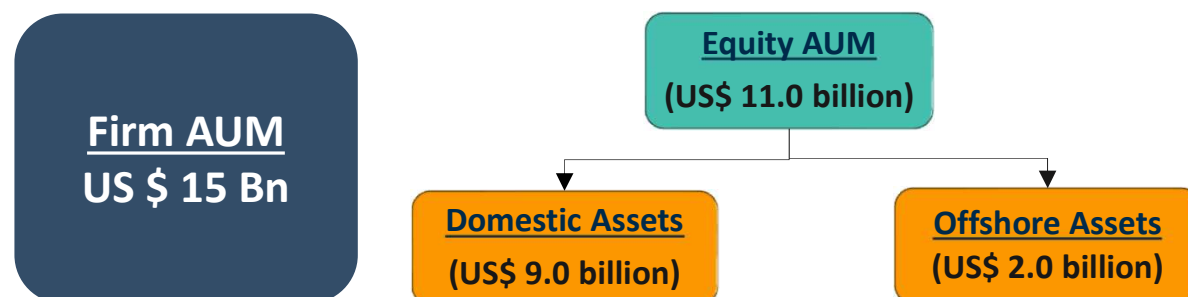 Firm AUM
US $ 15 Bn
Equity AUM
(US$ 11.0 billion)
Domestic Assets
(US$ 9.0 billion)
Offshore Assets
(US$ 2.0 billion)